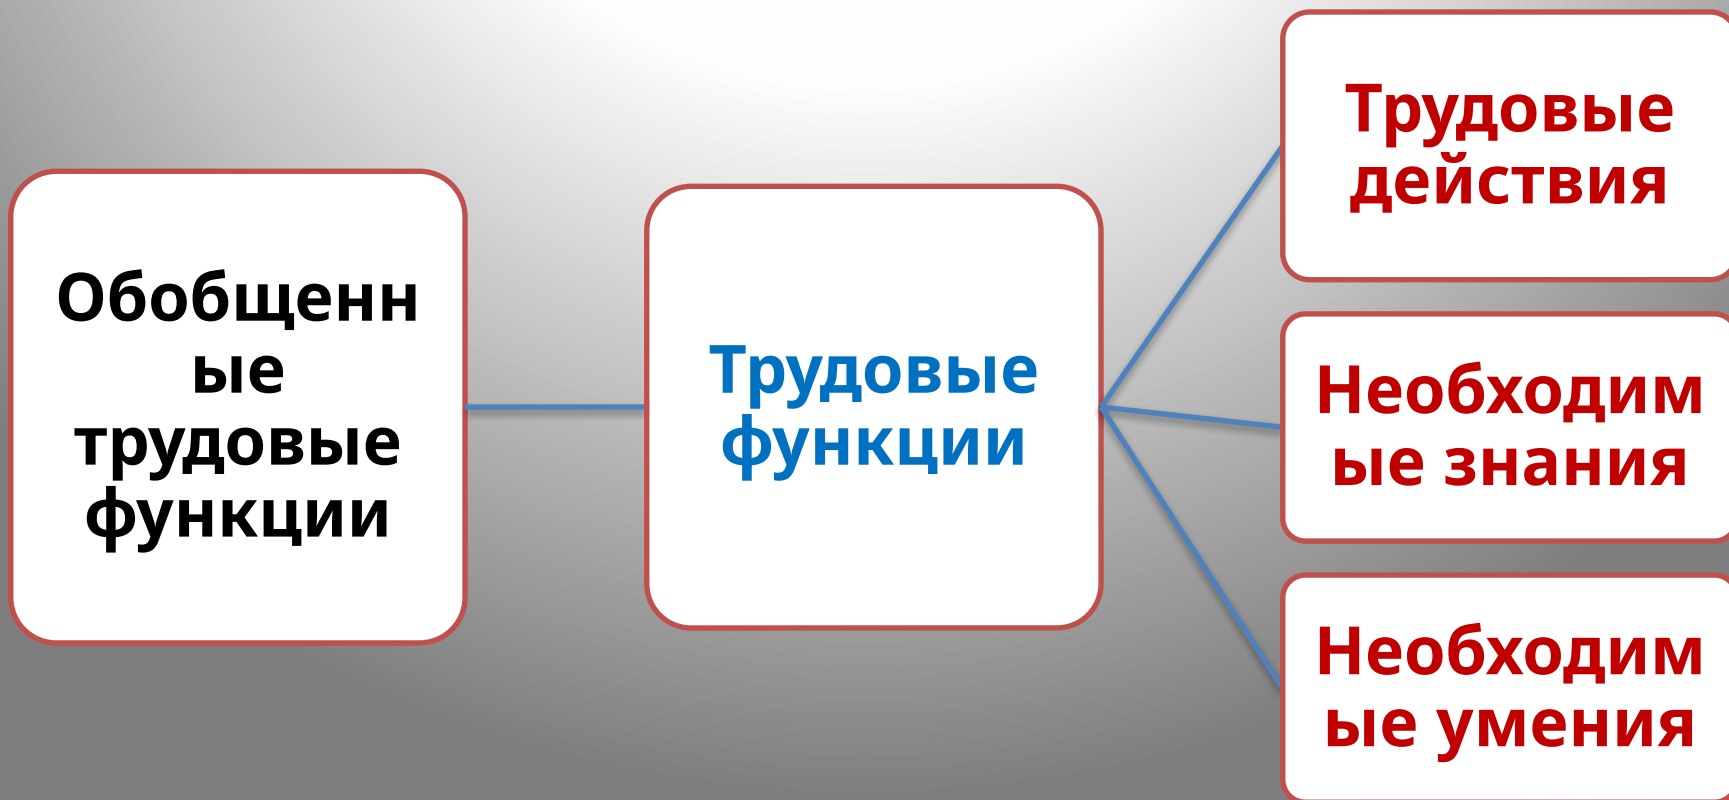 Обобщенн
ые
трудовые
функции
Трудовые
функции
Трудовые
действия
Необходим
ые знания
Необходим
ые умения